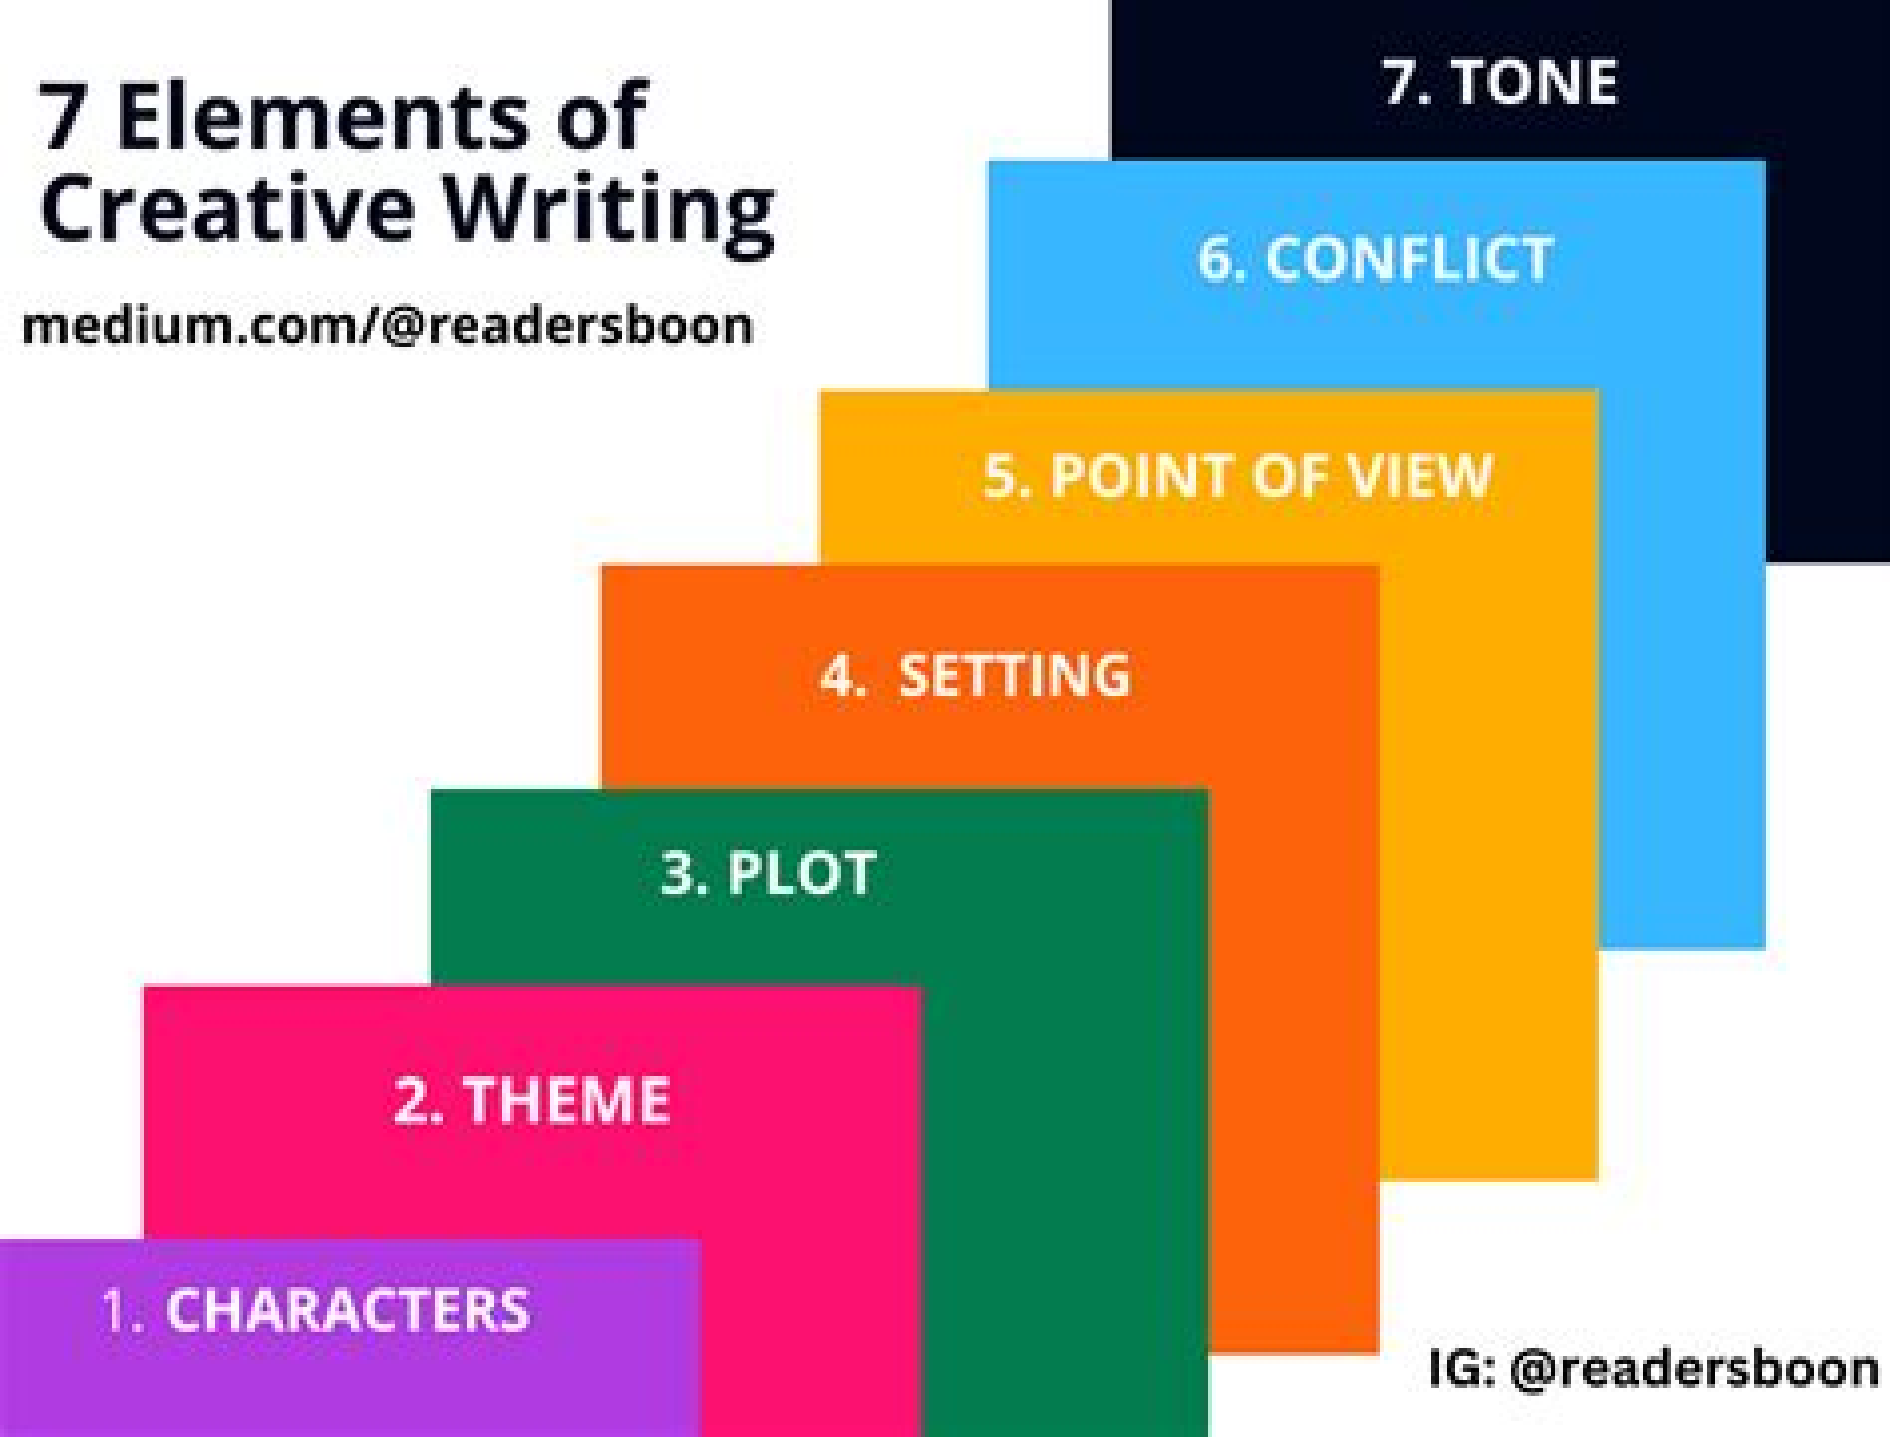 7 Elements of
Creative Writing
medium.com/@readersboon
7. TONE
6. CONFLICT
5. POINT OF VIEW
4. SETTING
3. PLOT
2. THEME
1. CHARACTERS
IG: @readersboon